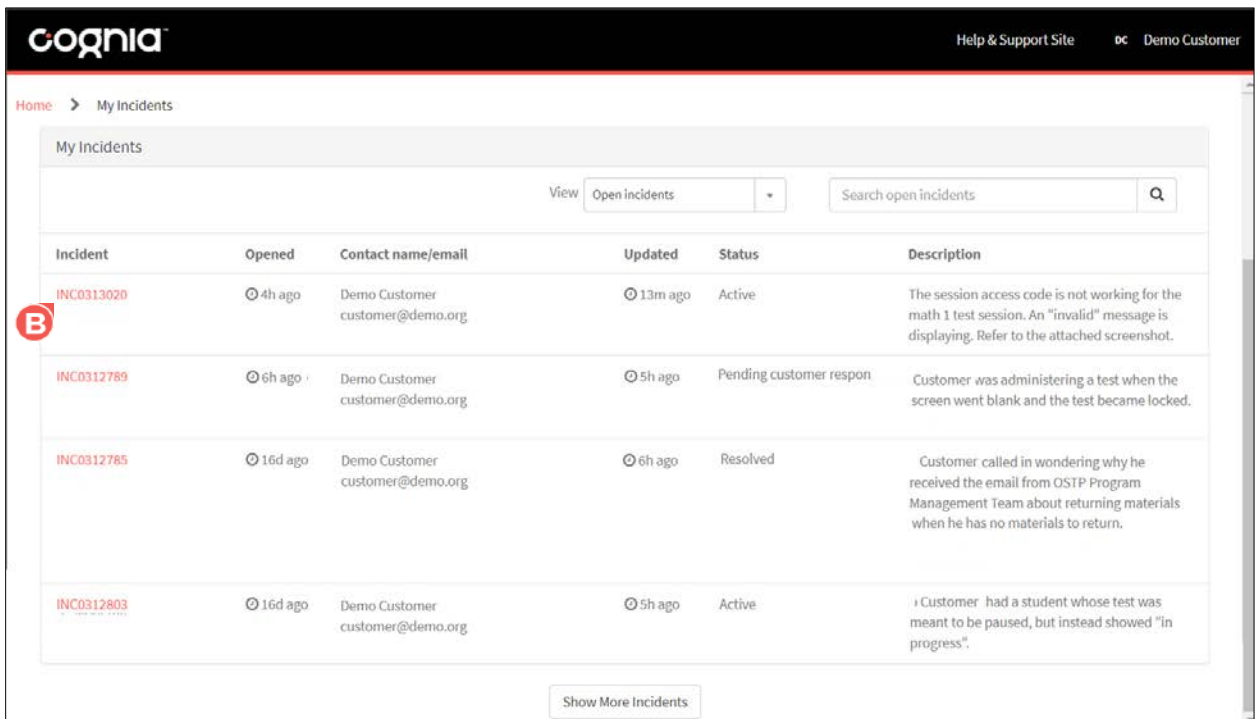 cognia
Help & Support Site DC Demo Customer
Home > My Incidents
My Incidents
View Open incidents Search open incidents
Incident Opened Contact name/email Updated Status Description
INC0313020 4h ago Demo Customer 13m ago Active The session access code is not working for the
customer@demo.org math 1 test session. An "invalid" message is
B
displaying. Refer to the attached screenshot.
INC0312789 6h ago Demo Customer 5h ago Pending customer respon Customer was administering a test when the
customer@demo.org screen went blank and the test became locked.
INC0312785 16d ago Demo Customer 6h ago Resolved Customer called in wondering why he
customer@demo.org received the email from OSTP Program
Management Team about returning materials
when he has no materials to return.
INC0312803 16d ago Demo Customer 5h ago Active Customer had a student whose test was
customer@demo.org meant to be paused, but instead showed "in
progress".
Show More Incidents